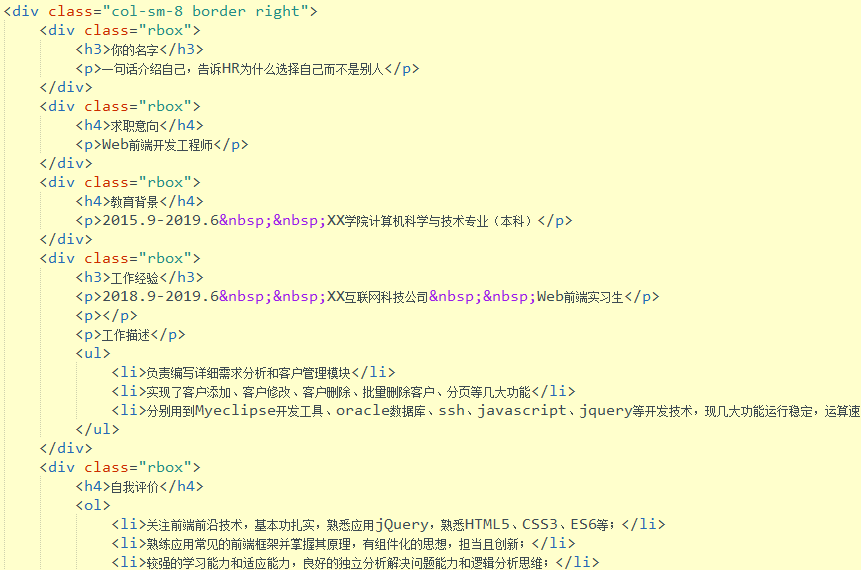 <div class="col-sm-8 border right">
<div class="rbox">
<h3>你的名字</h3>
<p>一句话介绍自己，告诉HR为什么选择自己而不是别人</p>
</div>
<div class="rbox">
<h4>求职意向</h4>
<p>Web前端开发工程师</p>
</div>
<div class="rbox">
<h4>教育背景</h4>
<p>2015.9-2019.6&nbsp;&nbsp;XX学院计算机科学与技术专业（本科）</p>
</div>
<div class="rbox">
<h3>工作经验</h3>
<p>2018.9-2019.6&nbsp;&nbsp;XX互联网科技公司&nbsp;&nbsp;Web前端实习生</p>
<p></p>
<p>工作描述</p>
<ul>
<li>负责编写详细需求分析和客户管理模块</li>
<li>实现了客户添加、客户修改、客户删除、批量删除客户、分页等几大功能</li>
<li>分别用到Myeclipse开发工具、oracle数据库、ssh、javascript、jquery等开发技术，现几大功能运行稳定，运算速
</ul>
</div>
<div class="rbox">
<h4>自我评价</h4>
<ol>
<li>关注前端前沿技术，基本功扎实，熟悉应用jQuery，熟悉HTML5、CSS3、ES6等；</li>
<li>熟练应用常见的前端框架并掌握其原理，有组件化的思想，担当且创新；</li>
<li>较强的学习能力和适应能力，良好的独立分析解决问题能力和逻辑分析思维；</li>